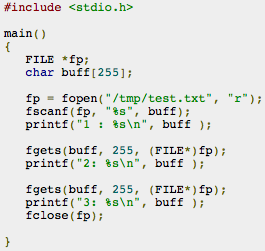 #include <stdio.h>
main()
{
FILE *fp;
char buff[255];
fp = fopen("/tmp/test.txt", "r");
fscanf(fp, "%s", buff);
printf("1 : %s\n", buff );
fgets(buff, 255, (FILE*)fp);
printf("2: %s\n", buff );
fgets(buff, 255, (FILE*)fp);
printf("3: %s\n", buff );
fclose(fp);
}